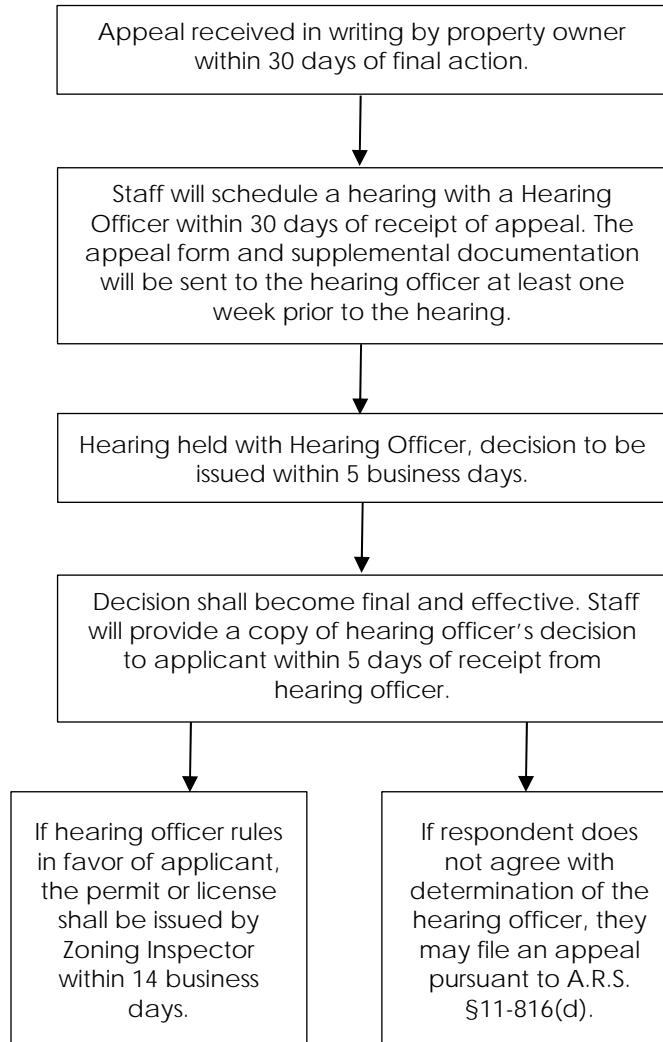 Appeal received in writing by property owner
within 30 days of final action.
Staff will schedule a hearing with a Hearing
Officer within 30 days of receipt of appeal. The
appeal form and supplemental documentation
will be sent to the hearing officer at least one
week prior to the hearing.
Hearing held with Hearing Officer, decision to be
issued within 5 business days.
Decision shall become final and effective. Staff
will provide a copy of hearing officer’s decision
to applicant within 5 days of receipt from
hearing officer.
If hearing officer rules
in favor of applicant,
the permit or license
shall be issued by
Zoning Inspector
within 14 business
days.
If respondent does
not agree with
determination of the
hearing officer, they
may file an appeal
pursuant to A.R.S.
§11-816(d).